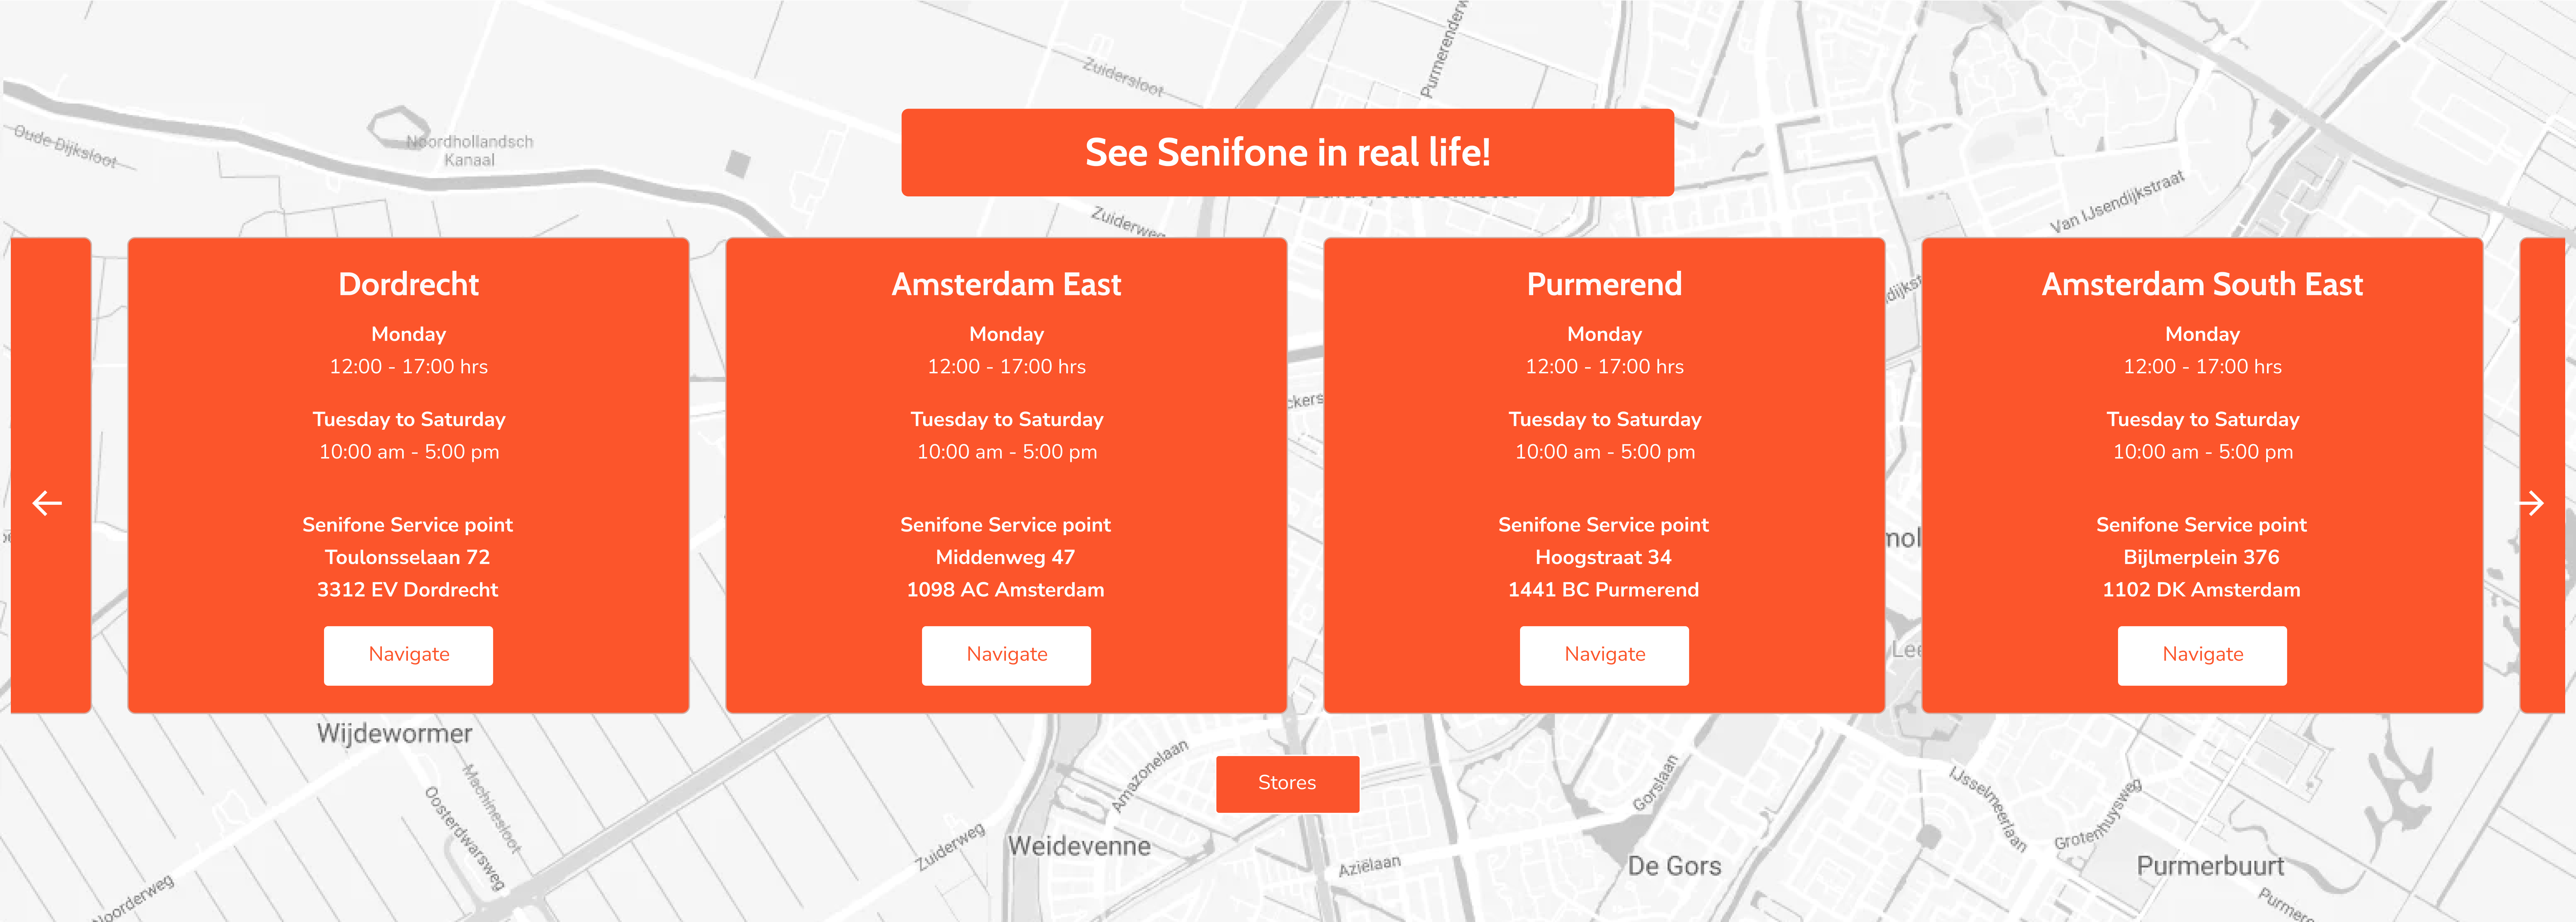 Purmerenderw
Zuidersloot
Oude Dijksloot
Noordhollandsch
Kanaal
See Senifone in real life!
Van IJsendijkstraat
Zuiderweg
Dordrecht
Monday
12:00 - 17:00 hrs
Tuesday to Saturday
10:00 am - 5:00 pm
Senifone Service point
Toulonsselaan 72
3312 EV Dordrecht
Navigate
Amsterdam East
Monday
12:00 - 17:00 hrs
Tuesday to Saturday
10:00 am - 5:00 pm
Senifone Service point
Middenweg 47
1098 AC Amsterdam
Navigate
Purmerend
Monday
12:00 - 17:00 hrs
Tuesday to Saturday
10:00 am - 5:00 pm
Senifone Service point
Hoogstraat 34
1441 BC Purmerend
Navigate
Amsterdam South East
Monday
12:00 - 17:00 hrs
Tuesday to Saturday
10:00 am - 5:00 pm
Senifone Service point
Bijlmerplein 376
1102 DK Amsterdam
Navigate
dijkst
ckers
mol
Lee
Wijdewormer
Machinesloot
Oosterdwarsweg
Noorderweg
Zuiderweg
Amazonelaan
Stores
Weidevenne
Aziëlaan
Gorslaan
De Gors
IJsselmeerlaan
Grotenhuysweg
Purmerbuurt
Purmere